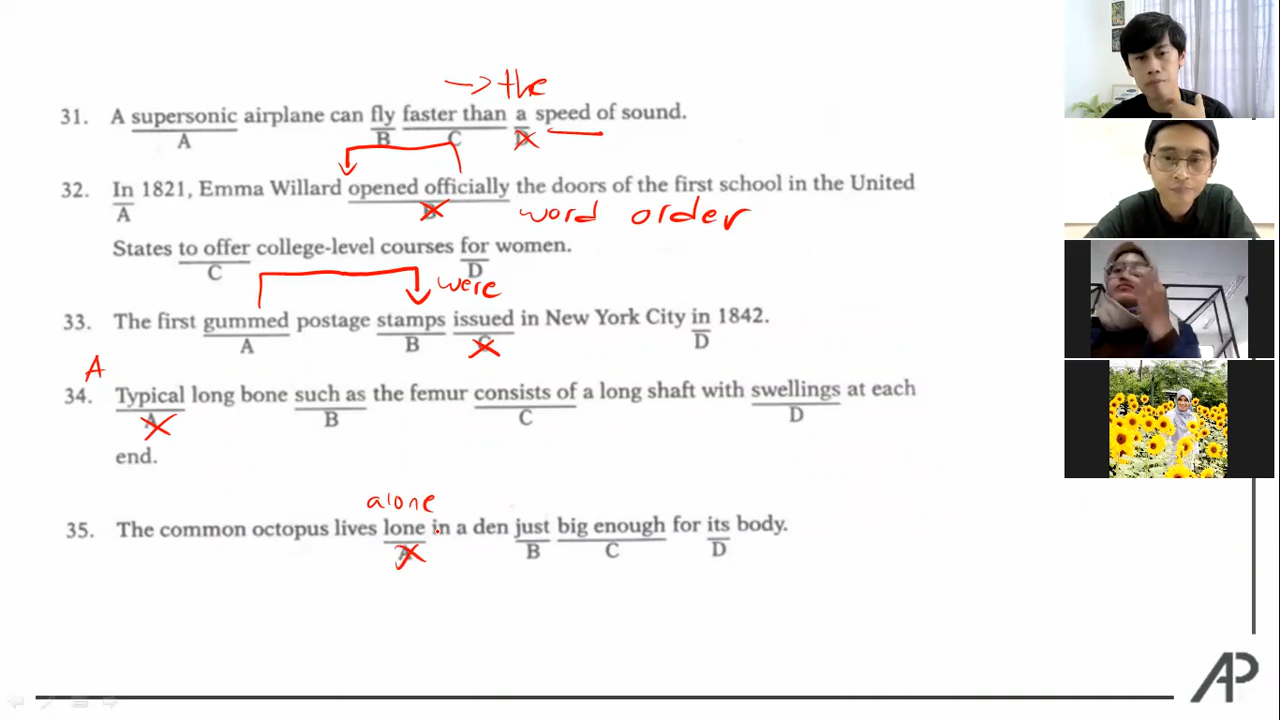 → the
31. A supersonic airplane can fly faster than a speed of sound.
A B C D
32. In 1821, Emma Willard opened officially the doors of the first school in the United
A B word order
States to offer college-level courses for women.
C D
were
33. The first gummed postage stamps issued in New York City in 1842.
A B C D
A
34. Typical long bone such as the femur consists of a long shaft with swellings at each
A B C D
end.
alone
35. The common octopus lives lone in a den just big enough for its body.
A B C D
AP